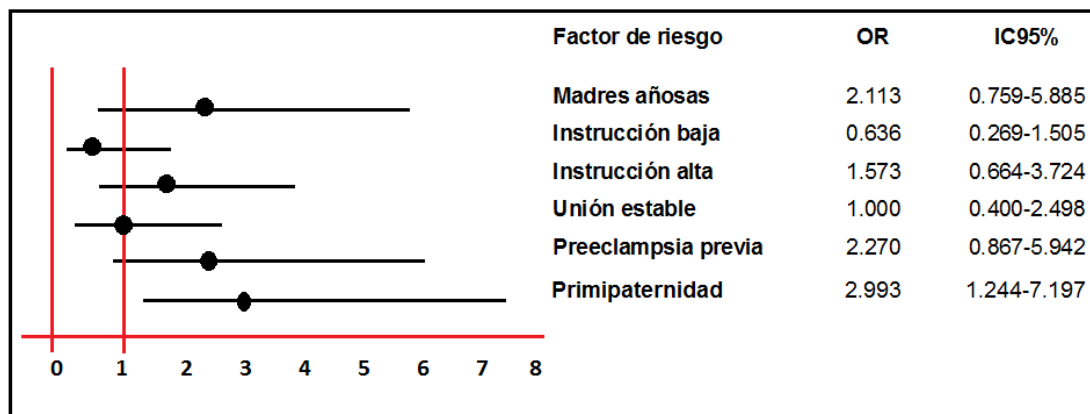 Factor de riesgo OR IC95%
Madres añosas 2.113 0.759-5.885
Instrucción baja 0.636 0.269-1.505
Instrucción alta 1.573 0.664-3.724
Unión estable 1.000 0.400-2.498
Preeclampsia previa 2.270 0.867-5.942
Primipaternidad 2.993 1.244-7.197
0 1 2 3 4 5 6 7 8